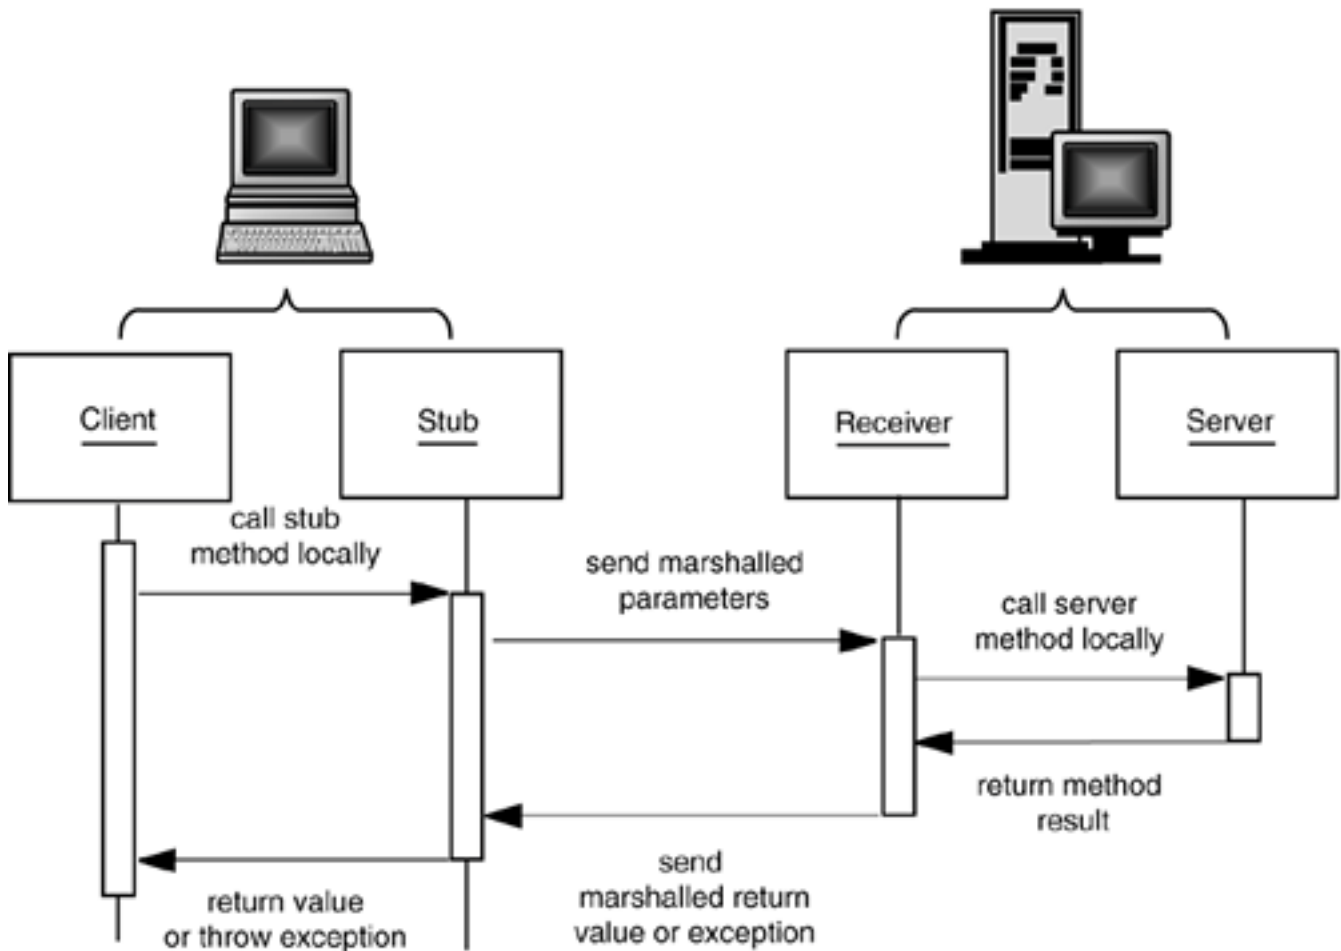 Client
Stub
Receiver
Server
call stub
method locally
send marshalled
parameters
call server
method locally
return method
result
send
marshalled return
value or exception
return value
or throw exception